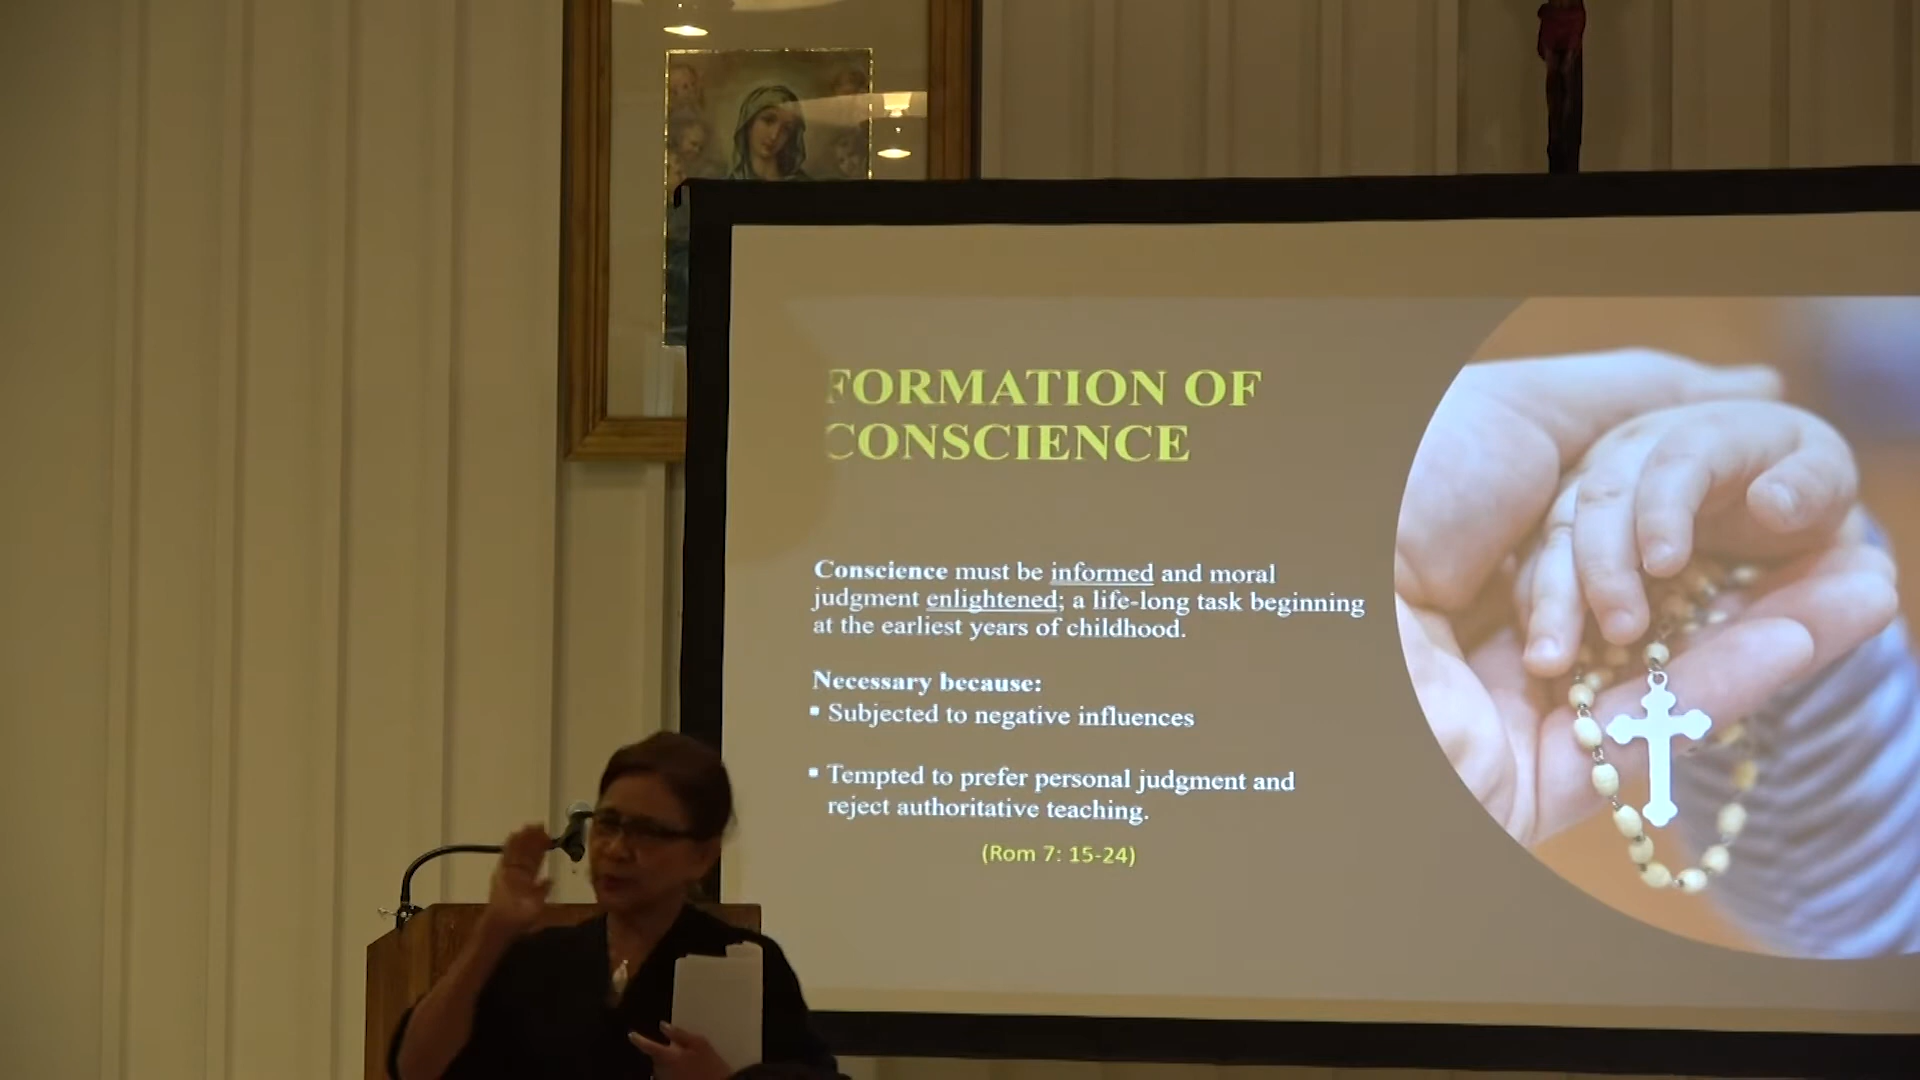 FORMATION OF
CONSCIENCE
Conscience must be informed and moral
judgment enlightened; a life-long task beginning
at the earliest years of childhood.
Necessary because:
▪ Subjected to negative influences
▪ Tempted to prefer personal judgment and
reject authoritative teaching.
(Rom 7: 15-24)